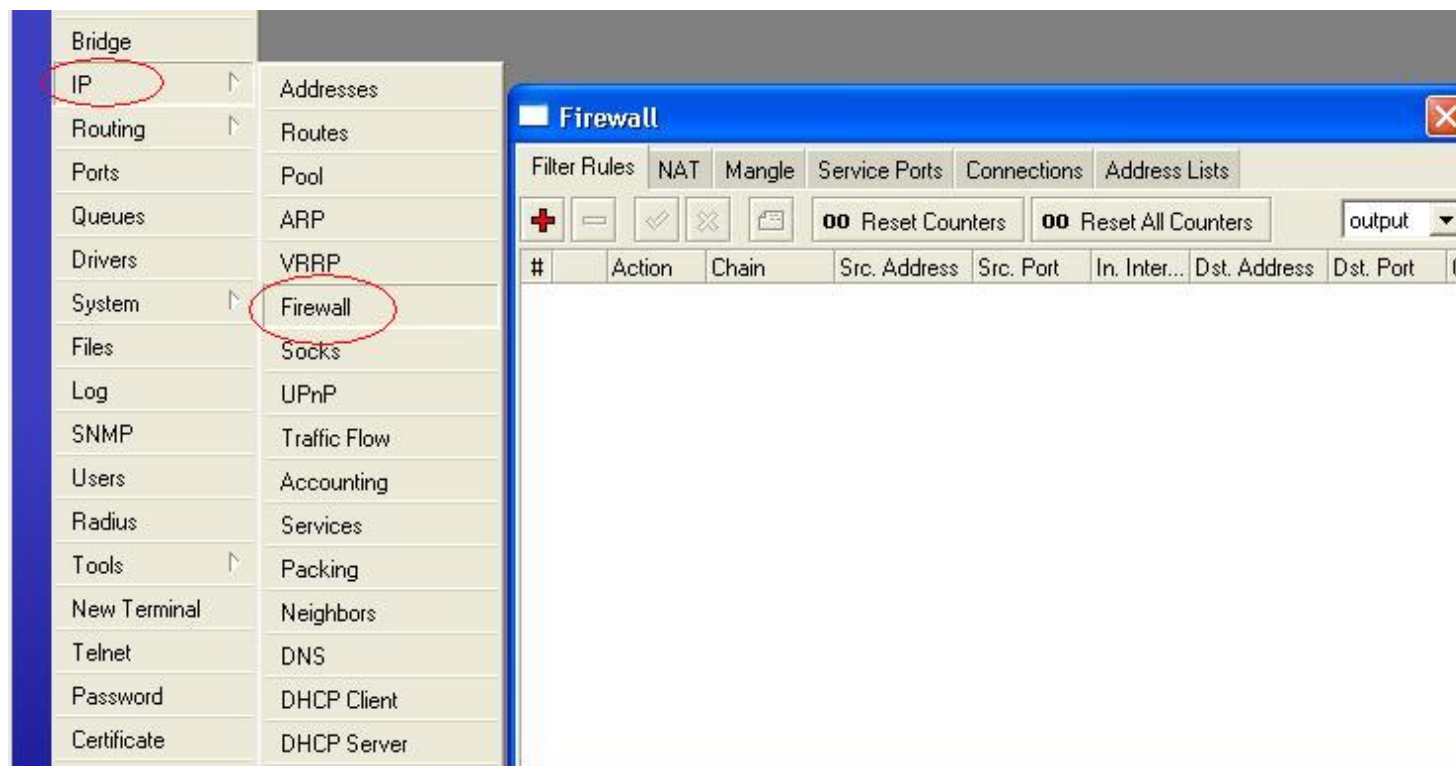 Bridge
IP
Routing
Ports
Queues
Drivers
System
Files
Log
SNMP
Users
Radius
Tools
New Terminal
Telnet
Password
Certificate
Addresses
Routes
Pool
ARP
VRRP
Firewall
Socks
UPnP
Traffic Flow
Accounting
Services
Packing
Neighbors
DNS
DHCP Client
DHCP Server
Firewall
Filter Rules NAT Mangle Service Ports Connections Address Lists
00 Reset Counters 00 Reset All Counters output
# Action Chain Src. Address Src. Port In. Inter... Dst. Address Dst. Port